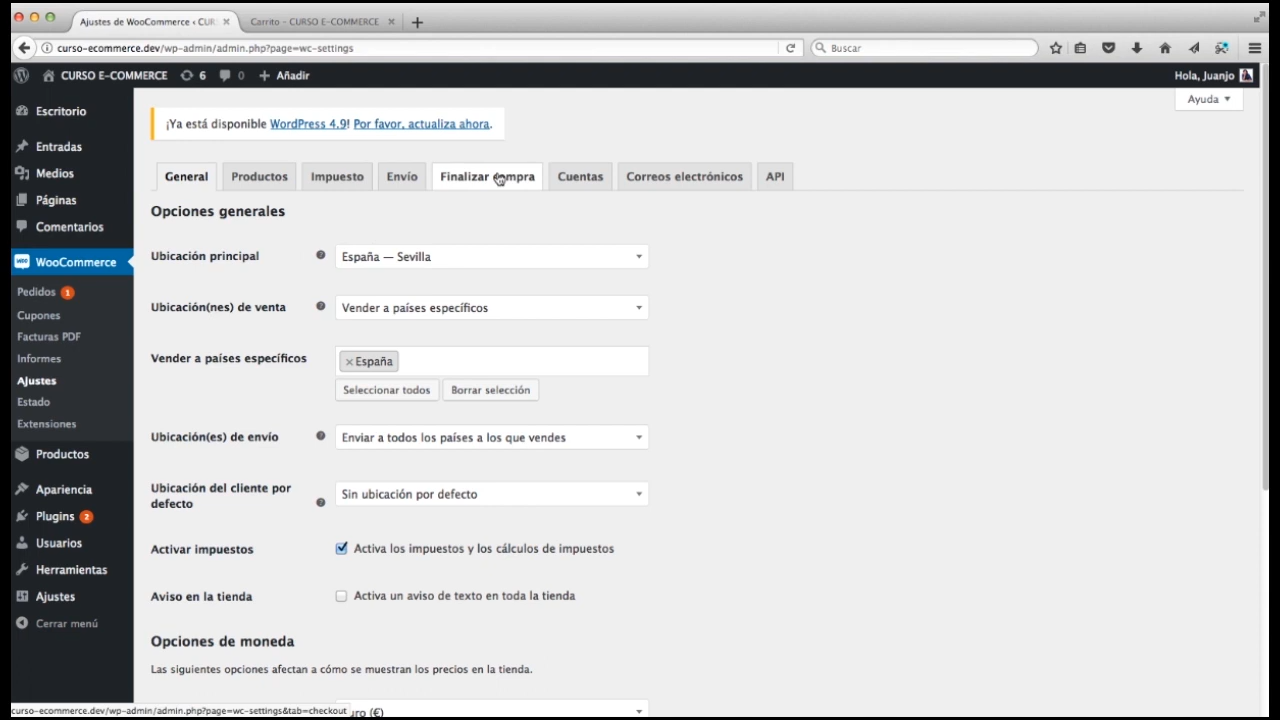 Ajustes de WooCommerce ‹ CUR ×
Carrito – CURSO E-COMMERCE ×
curso-ecommerce.dev/wp-admin/admin.php?page=wc-settings
Buscar
CURSO E-COMMERCE 6 0 + Añadir
Hola, Juanjo
Ayuda
Escritorio
Entradas
Medios
Páginas
Comentarios
WooCommerce
Pedidos 1
Cupones
Facturas PDF
Informes
Ajustes
Estado
Extensiones
Productos
Apariencia
Plugins 2
Usuarios
Herramientas
Ajustes
Cerrar menú
¡Ya está disponible WordPress 4.9! Por favor, actualiza ahora.
General Productos Impuesto Envío Finalizar compra Cuentas Correos electrónicos API
Opciones generales
Ubicación principal
España — Sevilla
Ubicación(nes) de venta
Vender a países específicos
Vender a países específicos
× España
Seleccionar todos Borrar selección
Ubicación(es) de envío
Enviar a todos los países a los que vendes
Ubicación del cliente por
defecto
Sin ubicación por defecto
Activar impuestos
Activa los impuestos y los cálculos de impuestos
Aviso en la tienda
Activa un aviso de texto en toda la tienda
Opciones de moneda
Las siguientes opciones afectan a cómo se muestran los precios en la tienda.
curso-ecommerce.dev/wp-admin/admin.php?page=wc-settings&tab=checkout
uro (€)